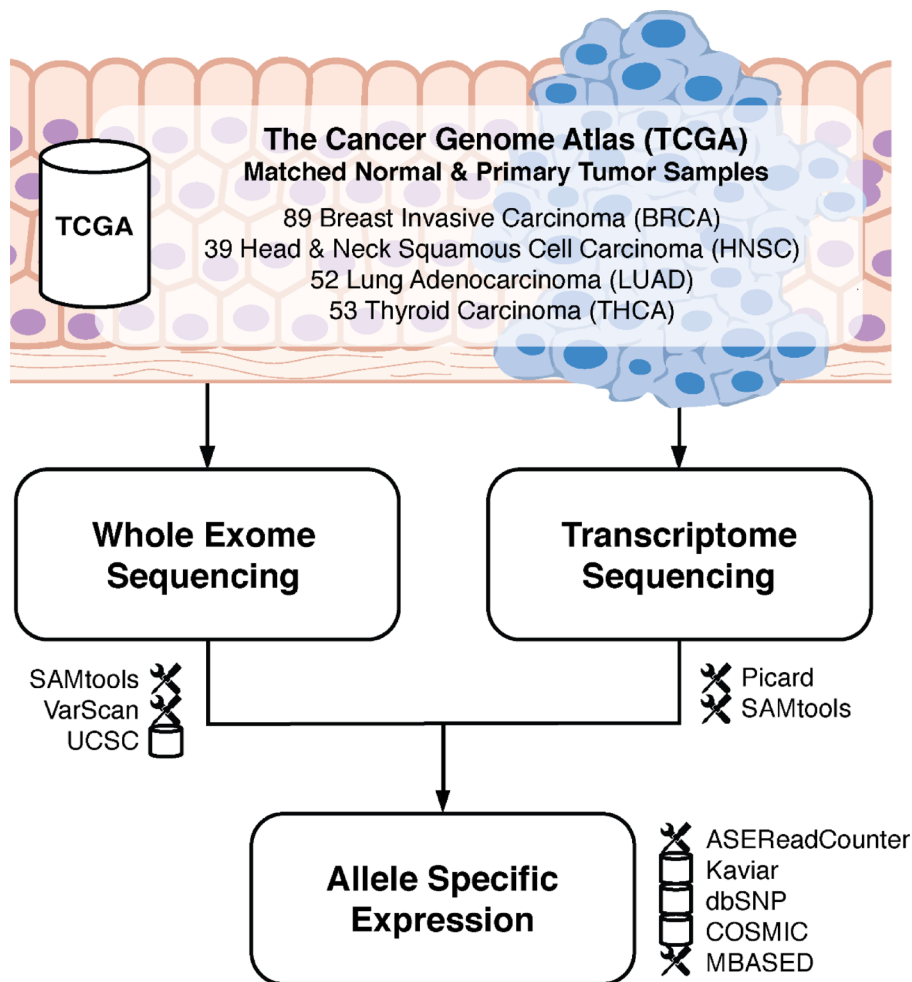 The Cancer Genome Atlas (TCGA)
Matched Normal & Primary Tumor Samples
TCGA
89 Breast Invasive Carcinoma (BRCA)
39 Head & Neck Squamous Cell Carcinoma (HNSC)
52 Lung Adenocarcinoma (LUAD)
53 Thyroid Carcinoma (THCA)
Whole Exome
Sequencing
Transcriptome
Sequencing
SAMtools
VarScan
UCSC
Picard
SAMtools
Allele Specific
Expression
ASEReadCounter
Kaviar
dbSNP
COSMIC
MBASED